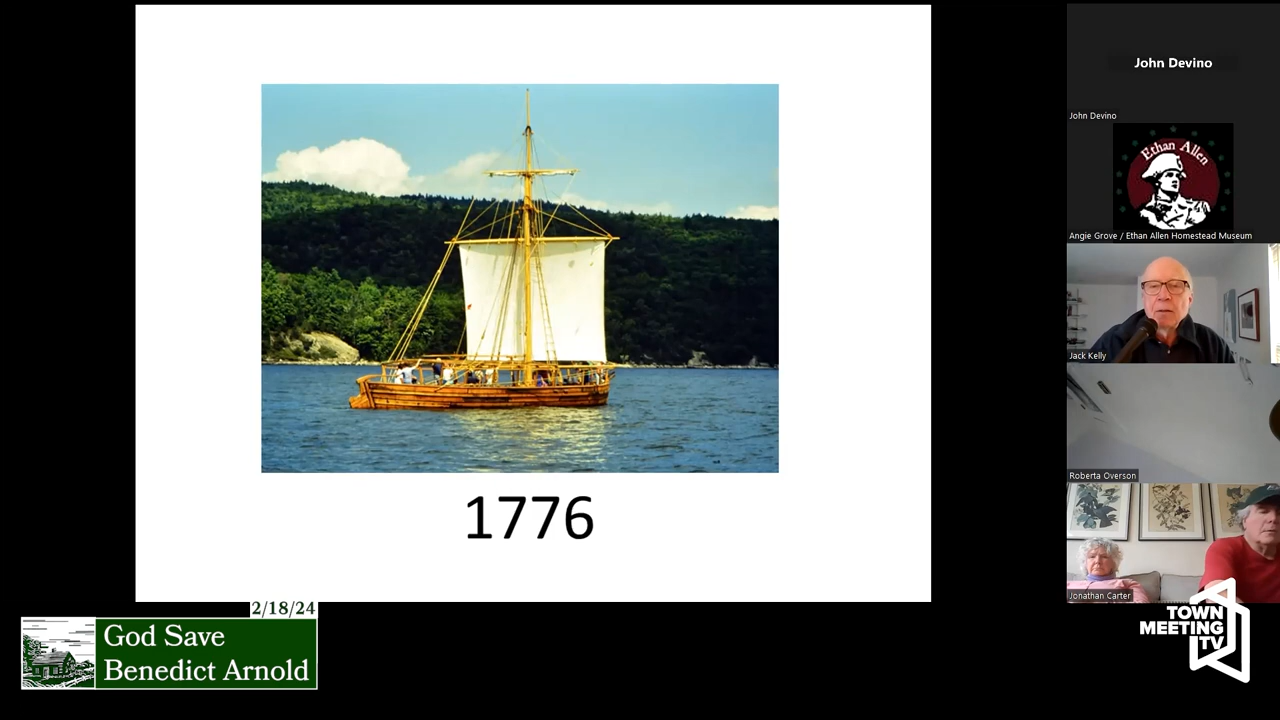 1776
2/18/24
God Save
Benedict Arnold
John Devino
John Devino
Ethan Allen
Angie Grove / Ethan Allen Homestead Museum
Jack Kelly
Roberta Overson
Jonathan Carter
TOWN
MEETING
TV